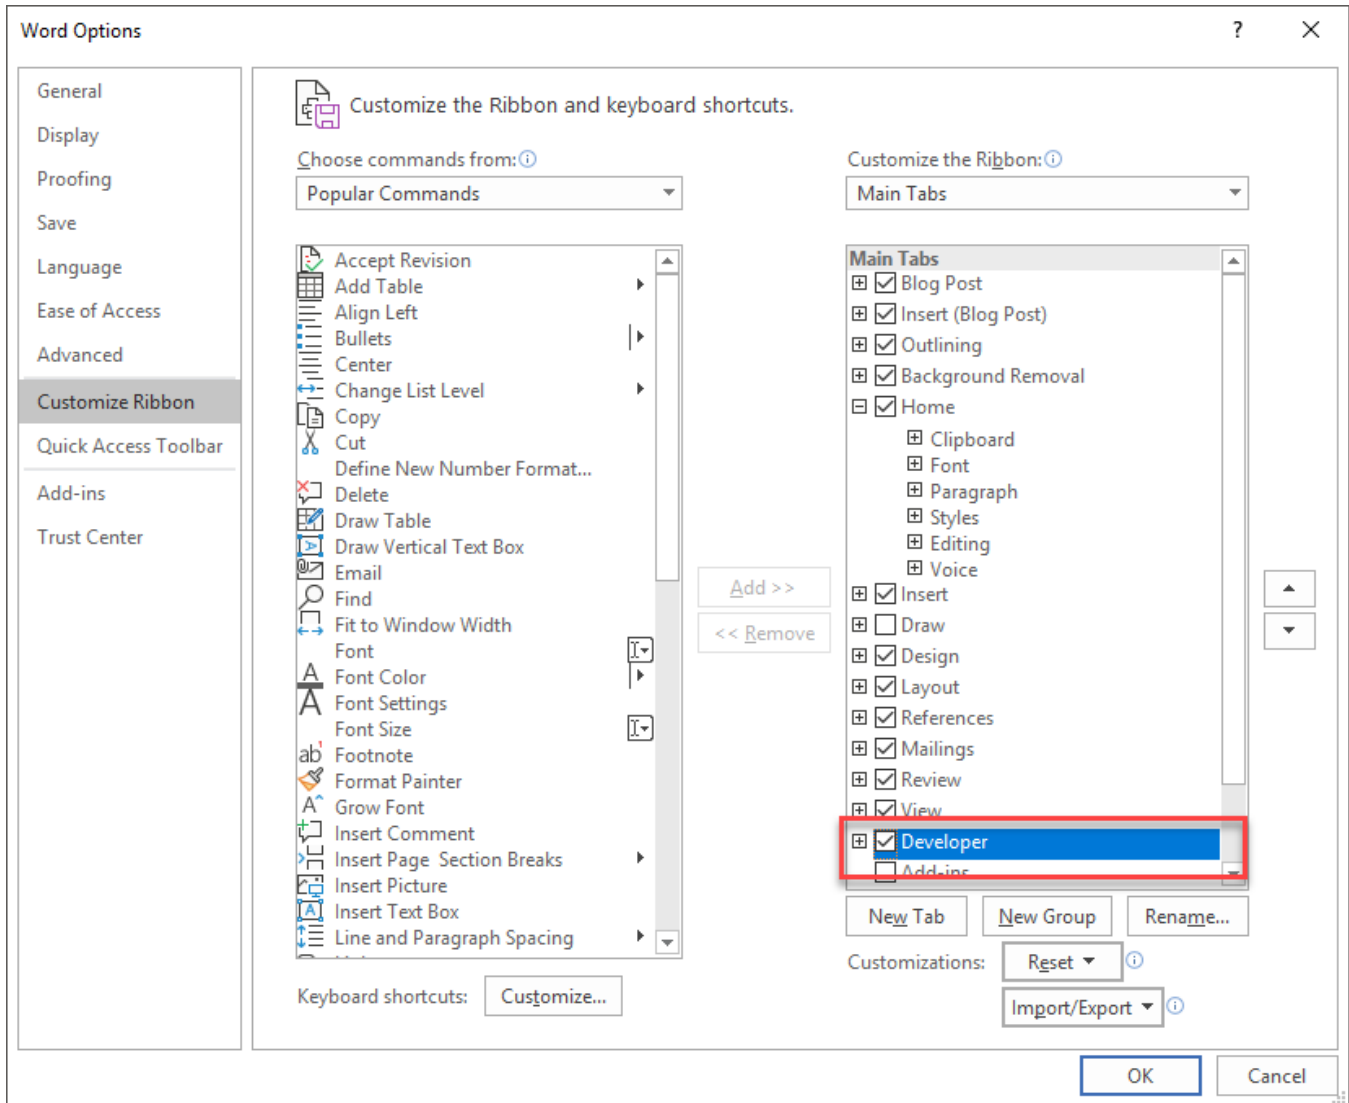 Word Options
?
General
Display
Proofing
Save
Language
Ease of Access
Advanced
Customize Ribbon
Quick Access Toolbar
Add-ins
Trust Center
Customize the Ribbon and keyboard shortcuts.
Choose commands from:
Popular Commands
Accept Revision
Add Table
Align Left
Bullets
Center
Change List Level
Copy
Cut
Define New Number Format...
Delete
Draw Table
Draw Vertical Text Box
Email
Find
Fit to Window Width
Font
Font Color
Font Settings
Font Size
Footnote
Format Painter
Grow Font
Insert Comment
Insert Page Section Breaks
Insert Picture
Insert Text Box
Line and Paragraph Spacing
Keyboard shortcuts: Customize...
Add >>
<< Remove
Customize the Ribbon:
Main Tabs
Main Tabs
Blog Post
Insert (Blog Post)
Outlining
Background Removal
Home
Clipboard
Font
Paragraph
Styles
Editing
Voice
Insert
Draw
Design
Layout
References
Mailings
Review
View
Developer
Add-ins
New Tab New Group Rename...
Customizations: Reset
Import/Export
OK Cancel